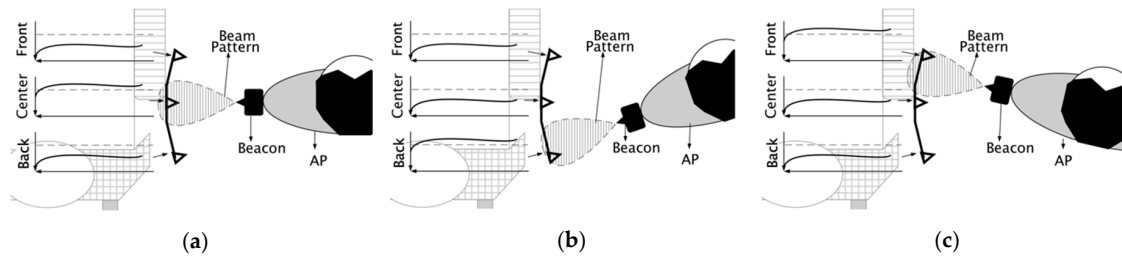 Front
Center
Back
Beam
Pattern
Beacon
AP
(a)
Front
Center
Back
Beam
Pattern
Beacon
AP
(b)
Front
Center
Back
Beam
Pattern
Beacon
AP
(c)